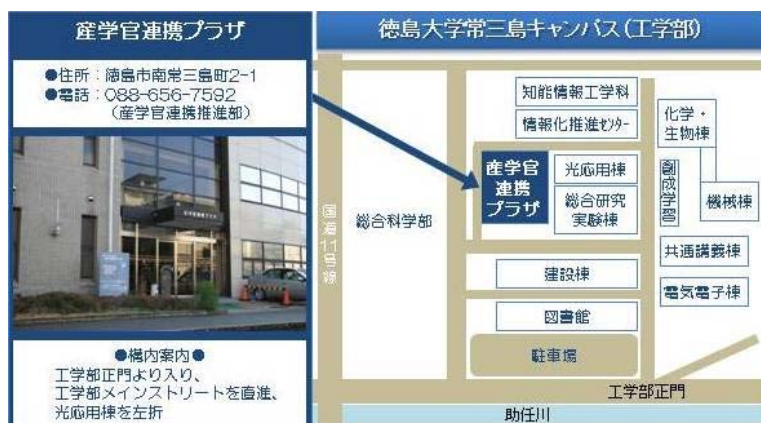 産学官連携プラザ
●住所：徳島市南常三島町2-1
●電話：088-656-7592
（産学官連携推進部）
●構内案内●
工学部正門より入り、
工学部メインストリートを直進、
光応用棟を左折
徳島大学常三島キャンパス（工学部）
国道11号線
総合科学部
知能情報工学科
情報化推進センター
産学官
連携
プラザ
光応用棟
総合研究
実験棟
建設棟
図書館
駐車場
化学・
生物棟
創成学習
機械棟
共通講義棟
電気電子棟
工学部正門
助任川